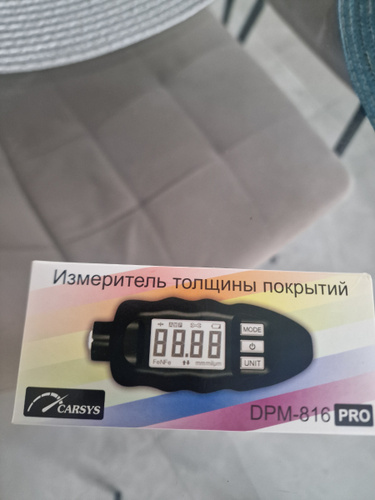 Измеритель толщины покрытий
88.88
Fe NFe
MODE
UNIT
CARSYS
DPM-816 PRO